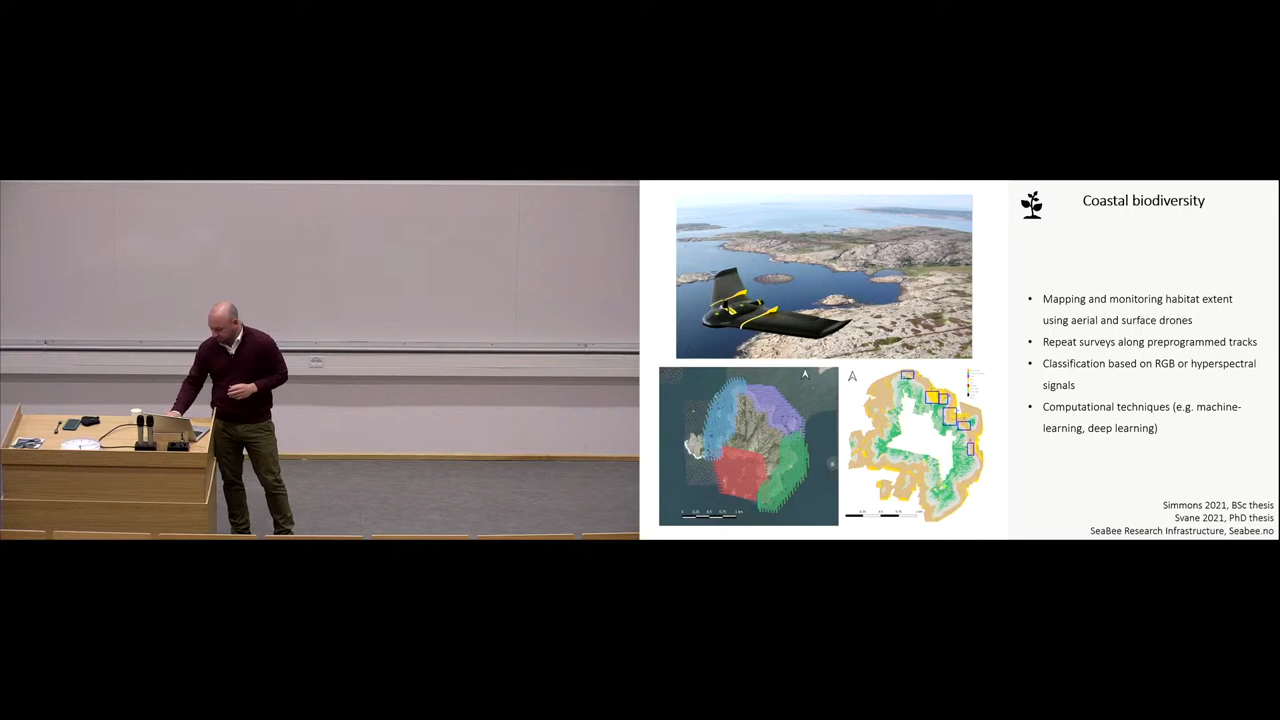 Coastal biodiversity
• Mapping and monitoring habitat extent
using aerial and surface drones
• Repeat surveys along preprogrammed tracks
• Classification based on RGB or hyperspectral
signals
• Computational techniques (e.g. machine-
learning, deep learning)
Simmons 2021, BSc thesis
Svane 2021, PhD thesis
SeaBee Research Infrastructure, Seabee.no